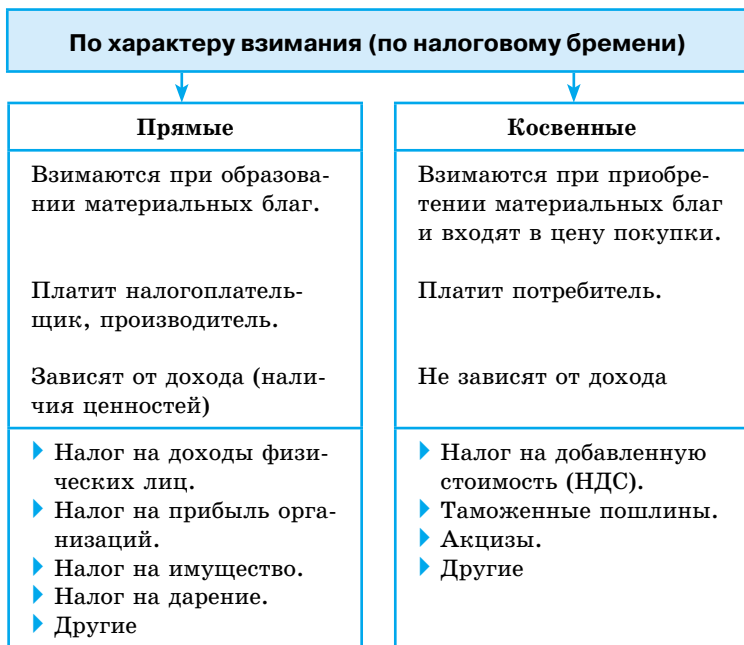 По характеру взимания (по налоговому бремени)
Прямые
Взимаются при образова-
нии материальных благ.
Платит налогоплатель-
щик, производитель.
Зависят от дохода (нали-
чия ценностей)
Налог на доходы физи-
ческих лиц.
Налог на прибыль орга-
низаций.
Налог на имущество.
Налог на дарение.
Другие
Косвенные
Взимаются при приобре-
тении материальных благ
и входят в цену покупки.
Платит потребитель.
Не зависят от дохода
Налог на добавленную
стоимость (НДС).
Таможенные пошлины.
Акцизы.
Другие